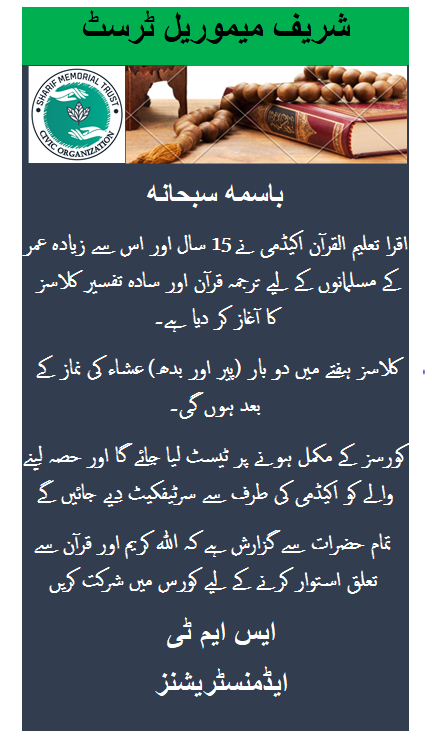 شریف میموریل ٹرسٹ
SHARIF MEMORIAL TRUST
CIVIC ORGANIZATION
باسمه سبحانه
اقرا تعلیم القرآن اکیڈمی نے 15 سال اور اس سے زیادہ عمر
کے مسلمانوں کے لیے ترجمہ قرآن اور سادہ تفسیر کلاسز
کا آغاز کر دیا ہے۔
کلاسز ہفتے میں دو بار (پیر اور بدھ) عشاء کی نماز کے
بعد ہوں گی۔
کورسز کے مکمل ہونے پر ٹیسٹ لیا جائے گا اور حصہ لینے
والے کو اکیڈمی کی طرف سے سرٹیفکیٹ دیے جائیں گے
تمام حضرات سے گزارش ہے کہ اللہ کریم اور قرآن سے
تعلق استوار کرنے کے لیے کورس میں شرکت کریں
ایس ایم ٹی
ایڈمنسٹریشنز